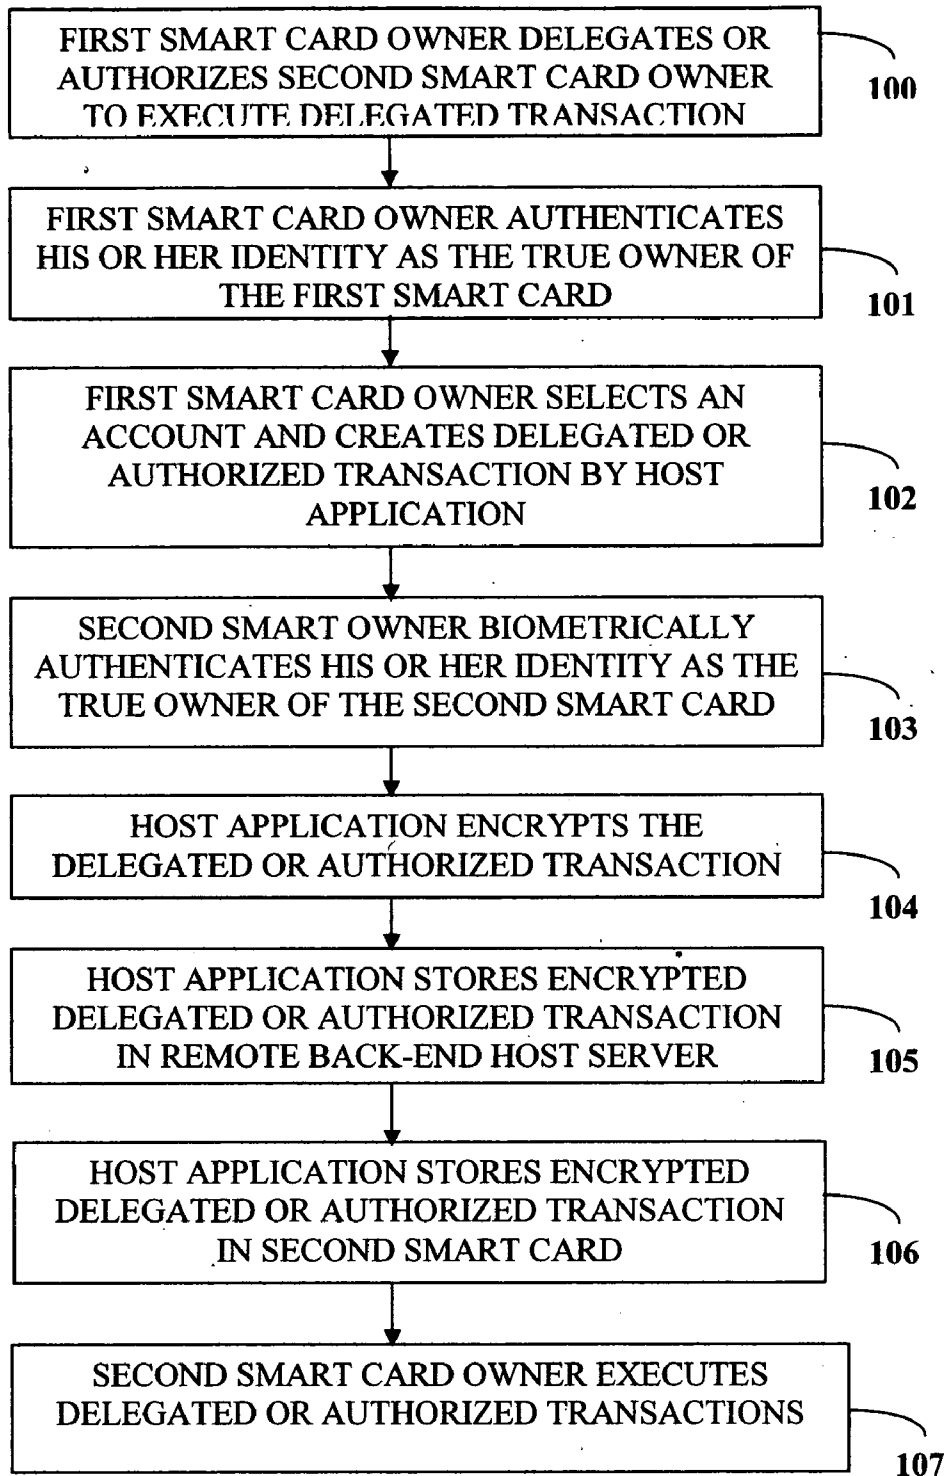 FIRST SMART CARD OWNER DELEGATES OR
AUTHORIZES SECOND SMART CARD OWNER
TO EXECUTE DELEGATED TRANSACTION
100
FIRST SMART CARD OWNER AUTHENTICATES
HIS OR HER IDENTITY AS THE TRUE OWNER OF
THE FIRST SMART CARD
101
FIRST SMART CARD OWNER SELECTS AN
ACCOUNT AND CREATES DELEGATED OR
AUTHORIZED TRANSACTION BY HOST
APPLICATION
102
SECOND SMART OWNER BIOMETRICALLY
AUTHENTICATES HIS OR HER IDENTITY AS THE
TRUE OWNER OF THE SECOND SMART CARD
103
HOST APPLICATION ENCRYPTS THE
DELEGATED OR AUTHORIZED TRANSACTION
104
HOST APPLICATION STORES ENCRYPTED
DELEGATED OR AUTHORIZED TRANSACTION
IN REMOTE BACK-END HOST SERVER
105
HOST APPLICATION STORES ENCRYPTED
DELEGATED OR AUTHORIZED TRANSACTION
IN SECOND SMART CARD
106
SECOND SMART CARD OWNER EXECUTES
DELEGATED OR AUTHORIZED TRANSACTIONS
107